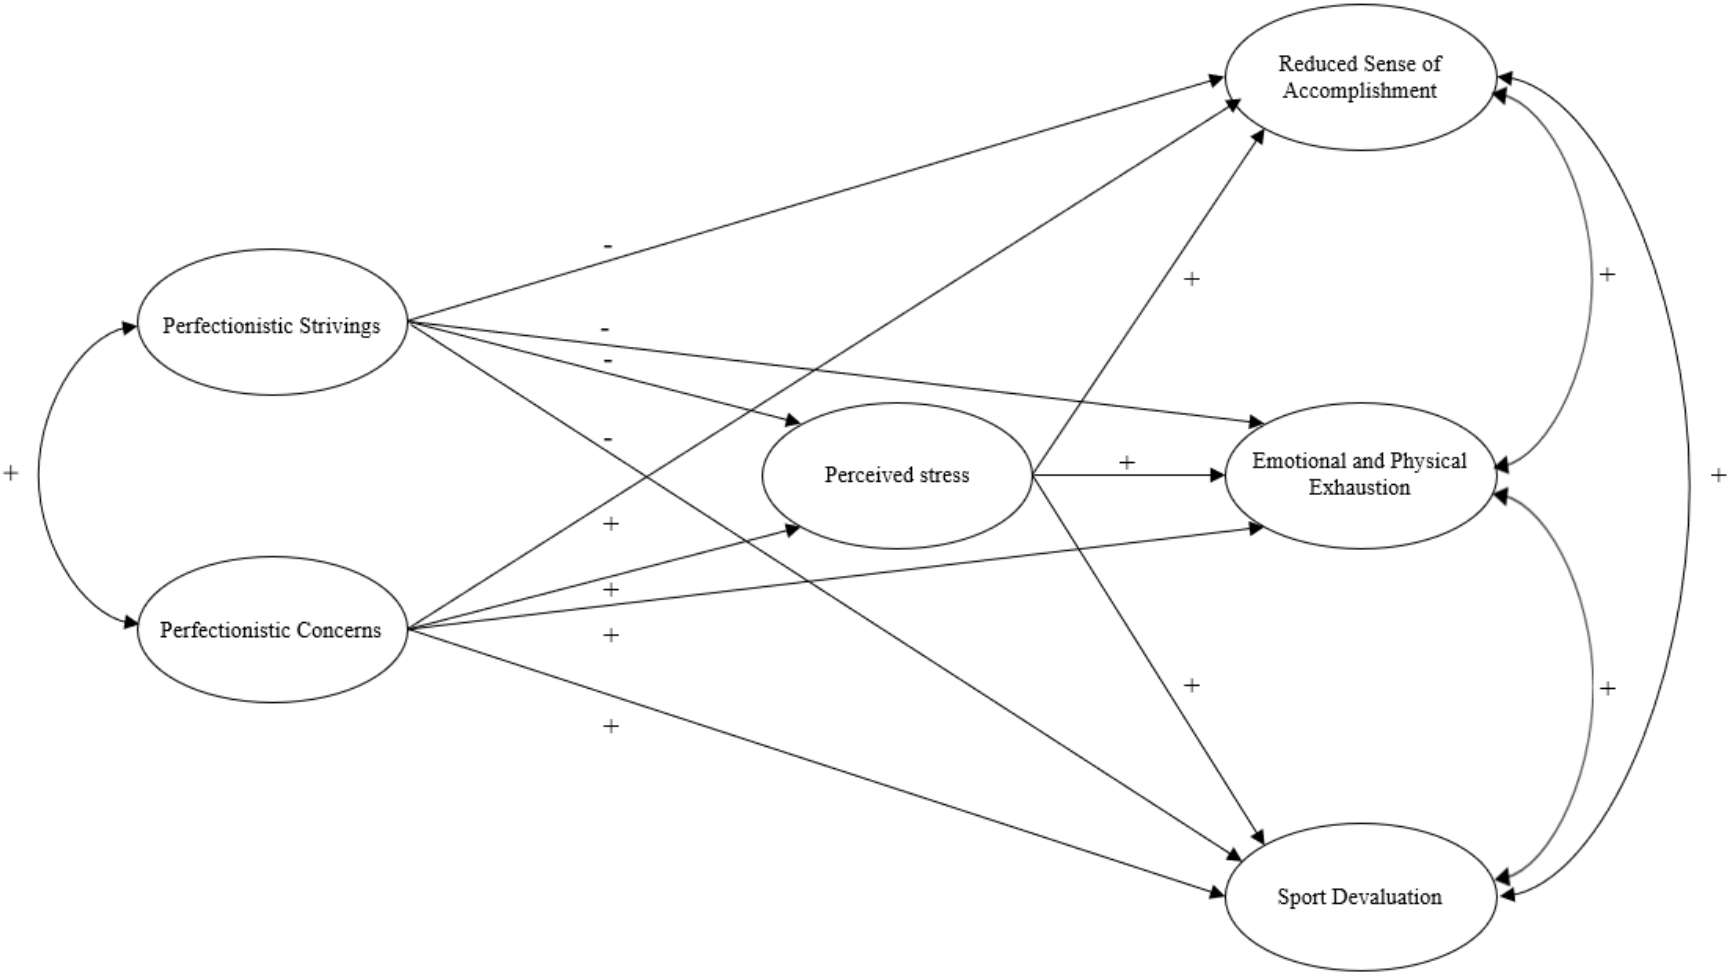 Reduced Sense of
Accomplishment
-
+
+
Perfectionistic Strivings
-
-
-
+
+
Perceived stress
+
Emotional and Physical
Exhaustion
+
+
+
Perfectionistic Concerns
+
+
+
+
Sport Devaluation